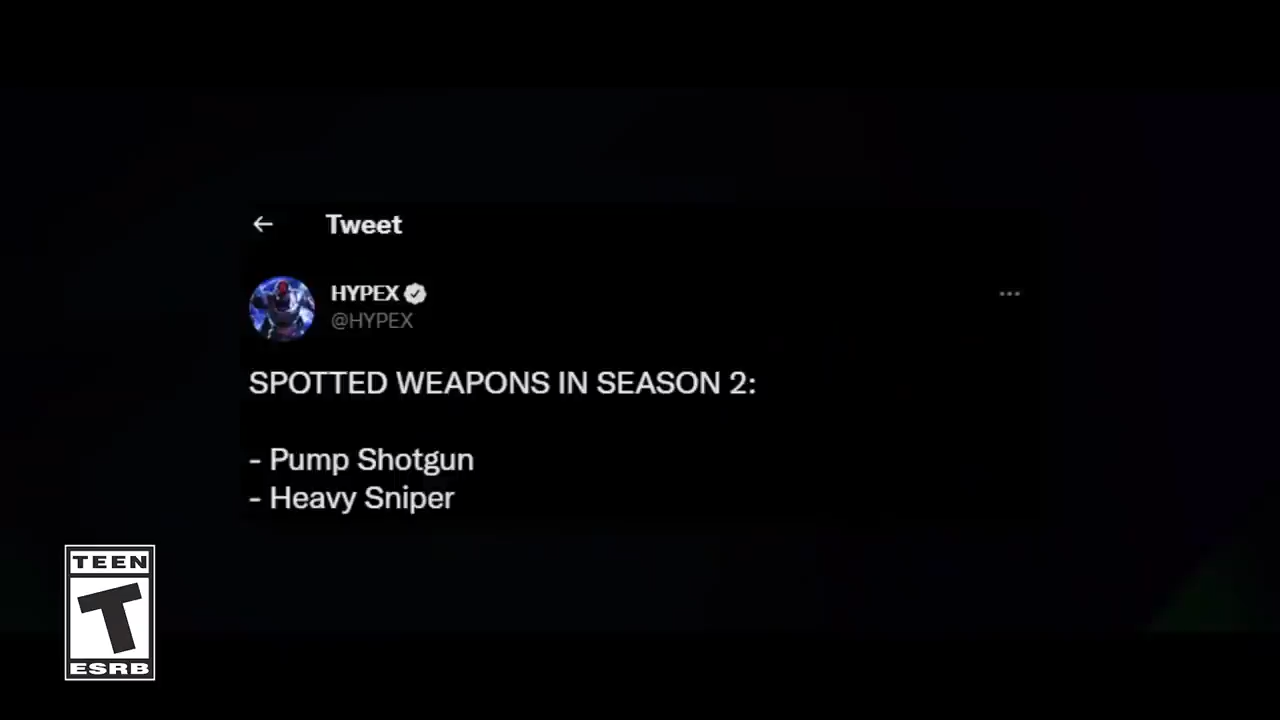 ← Tweet
HYPEX
@HYPEX
SPOTTED WEAPONS IN SEASON 2:
- Pump Shotgun
- Heavy Sniper
TEEN
T
ESRB